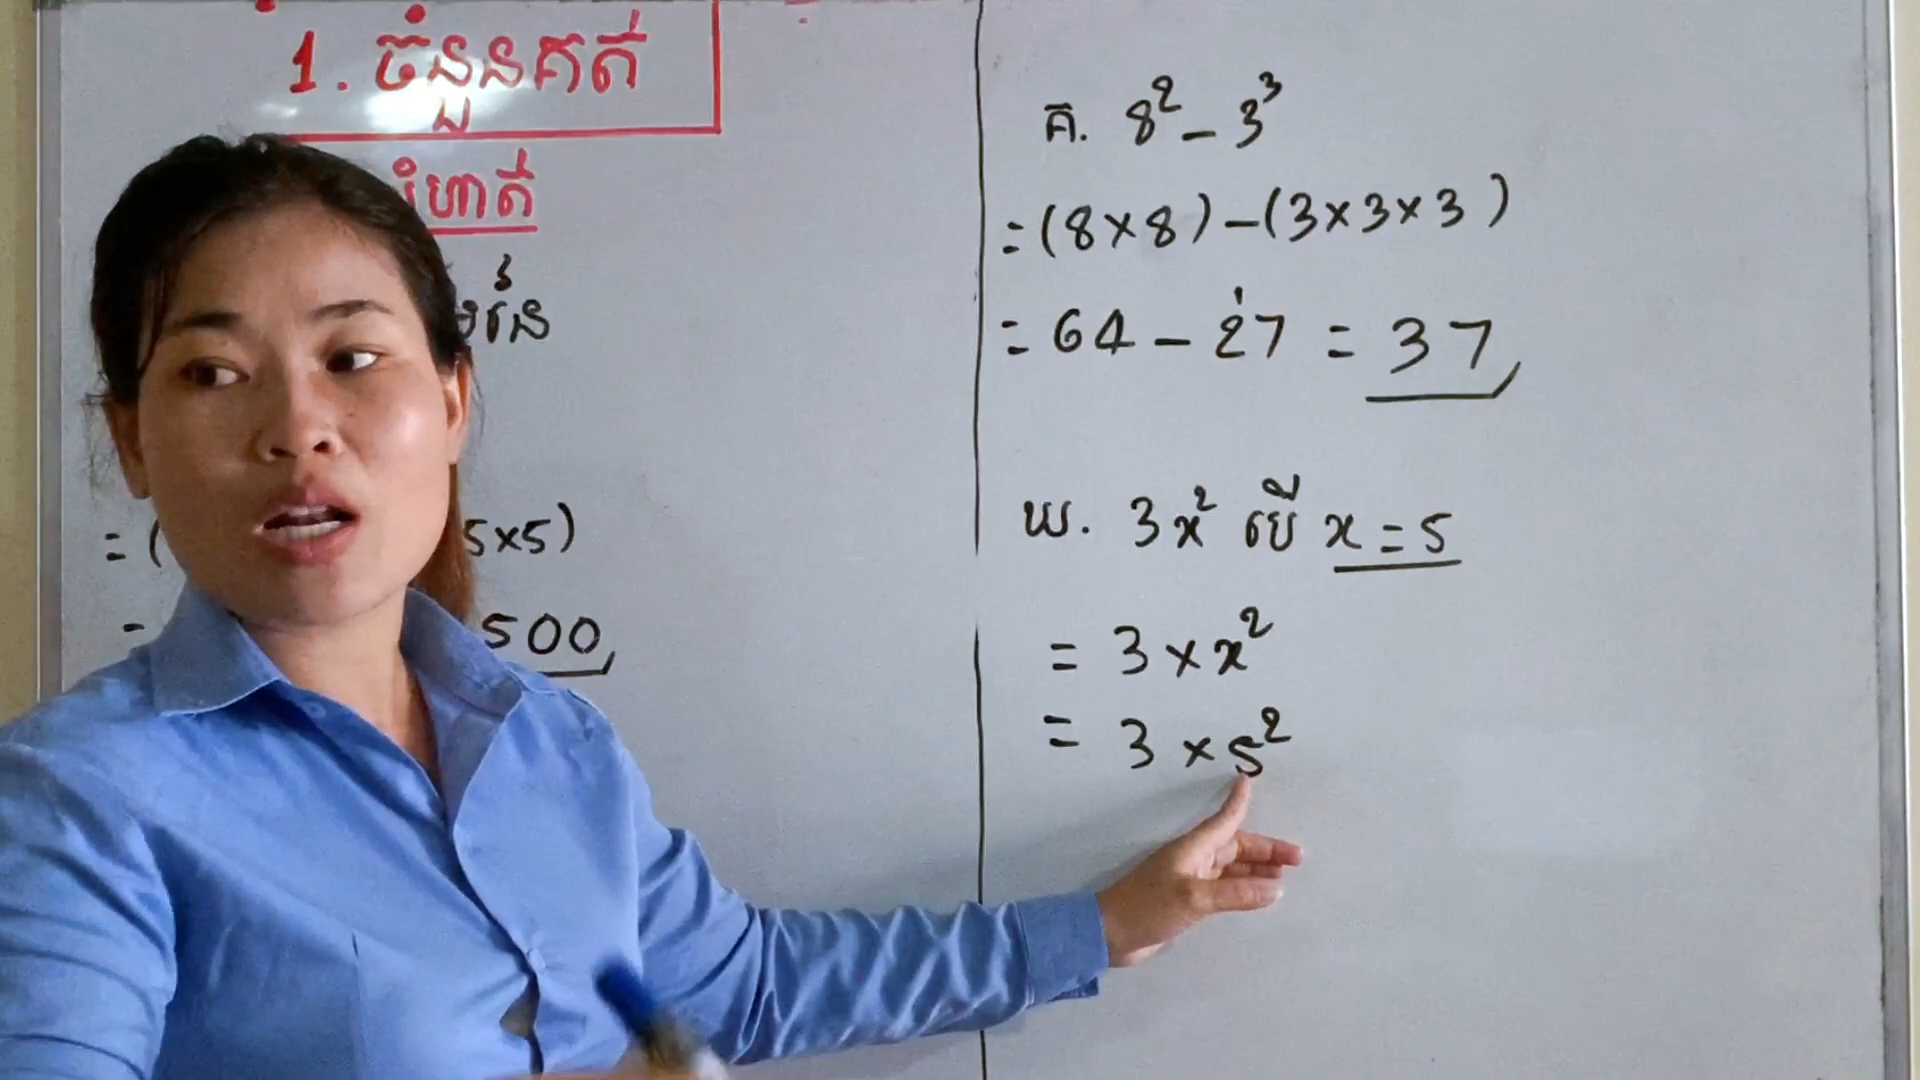 1. ចំនួនគត់
លំហាត់
= ( 5×5)
= 500
គ. 8² - 3³
= (8×8) - (3×3×3)
= 64 - 27 = 37
ឃ. 3x² បើ x = 5
= 3 × x²
= 3 × 5²